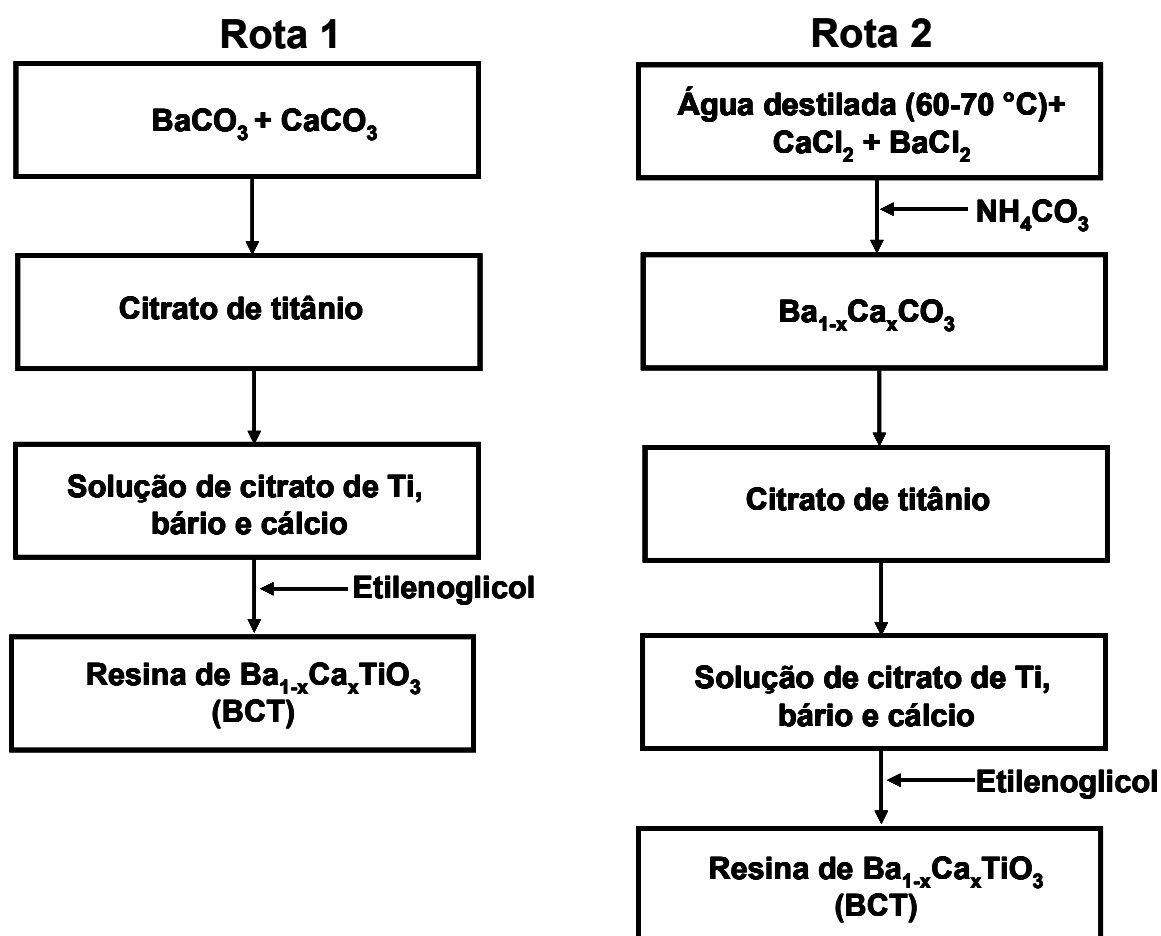 Rota 1
BaCO₃ + CaCO₃
Citrato de titânio
Solução de citrato de Ti,
bário e cálcio
Etilenoglicol
Resina de Ba₁₋ₓCaₓTiO₃
(BCT)
Rota 2
Água destilada (60-70 °C)+
CaCl₂ + BaCl₂
NH₄CO₃
Ba₁₋ₓCaₓCO₃
Citrato de titânio
Solução de citrato de Ti,
bário e cálcio
Etilenoglicol
Resina de Ba₁₋ₓCaₓTiO₃
(BCT)